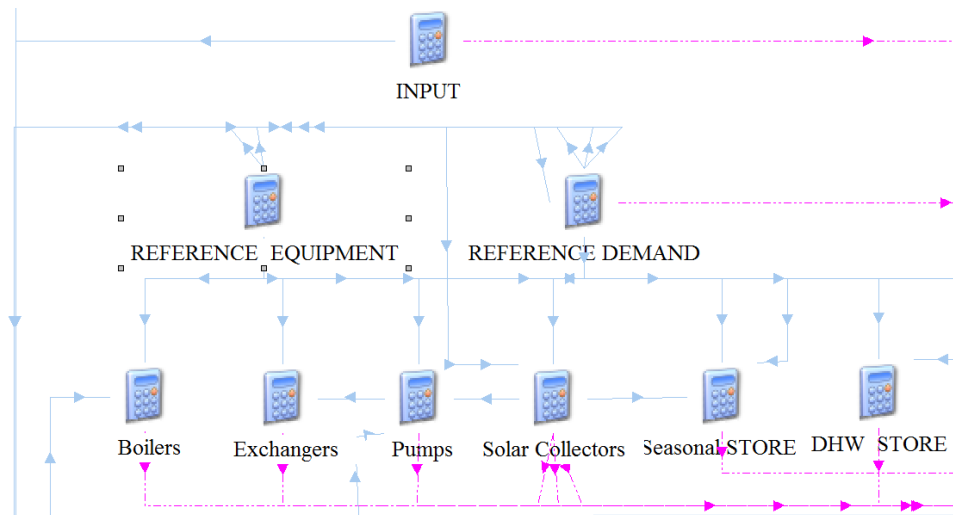 INPUT
REFERENCE EQUIPMENT
REFERENCE DEMAND
Boilers
Exchangers
Pumps
Solar Collectors
Seasonal STORE
DHW STORE